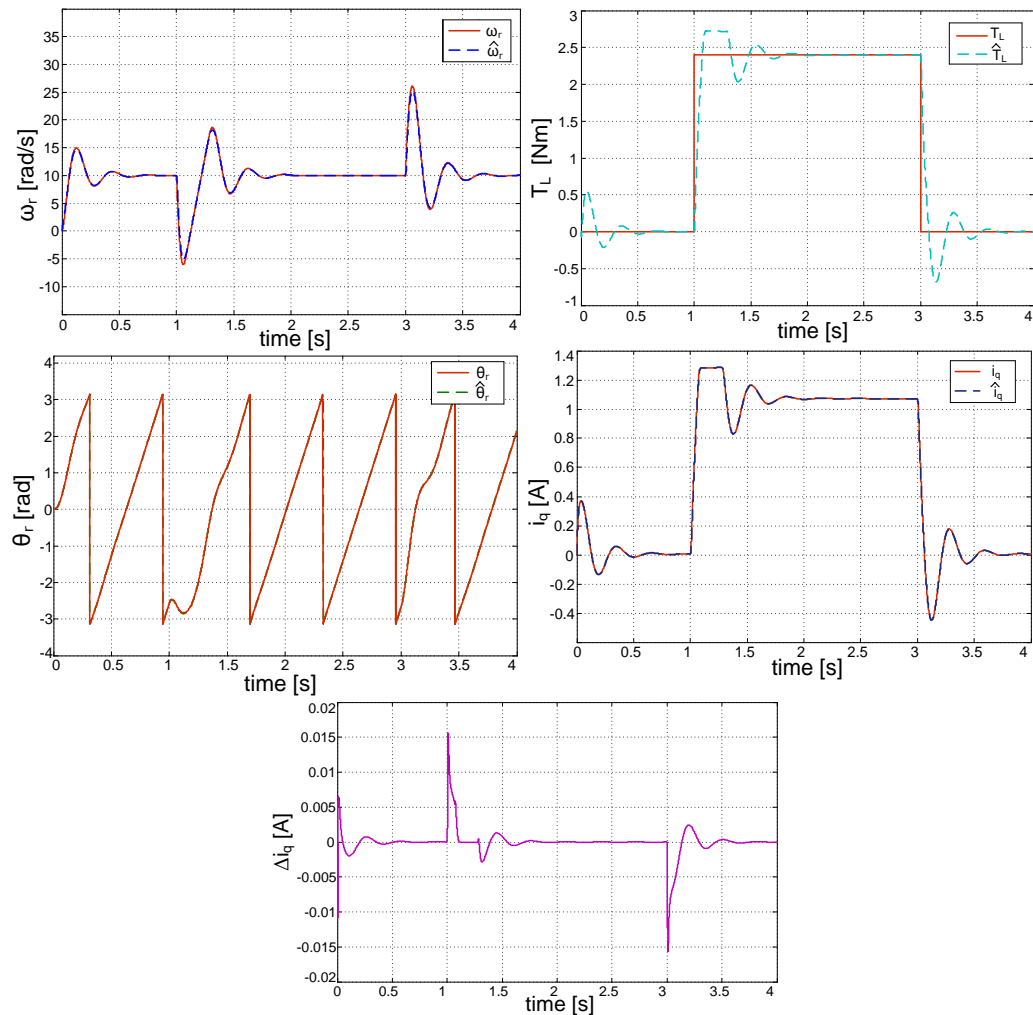 ω_r [rad/s]
40
35
30
25
20
15
10
5
0
-5
-10
ω_r
ω̂_r
0 0.5 1 1.5 2 2.5 3 3.5 4
time [s]
T_L [Nm]
3
2.5
2
1.5
1
0.5
0
-0.5
-1
T_L
T̂_L
0 0.5 1 1.5 2 2.5 3 3.5 4
time [s]
θ_r [rad]
4
3
2
1
0
-1
-2
-3
-4
θ_r
θ̂_r
0 0.5 1 1.5 2 2.5 3 3.5 4
time [s]
i_q [A]
1.4
1.2
1.0
0.8
0.6
0.4
0.2
0
-0.2
-0.4
i_q
î_q
0 0.5 1 1.5 2 2.5 3 3.5 4
time [s]
Δi_q [A]
0.02
0.015
0.01
0.005
0
-0.005
-0.01
-0.015
-0.02
0 0.5 1 1.5 2 2.5 3 3.5 4
time [s]